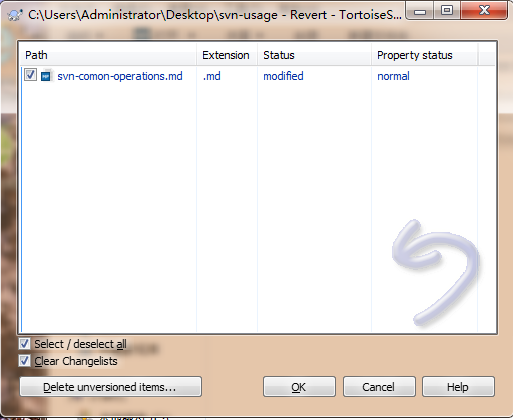 C:\Users\Administrator\Desktop\svn-usage - Revert - TortoiseS...
Path Extension Status Property status
svn-comon-operations.md .md modified normal
Select / deselect all
Clear Changelists
Delete unversioned items... OK Cancel Help